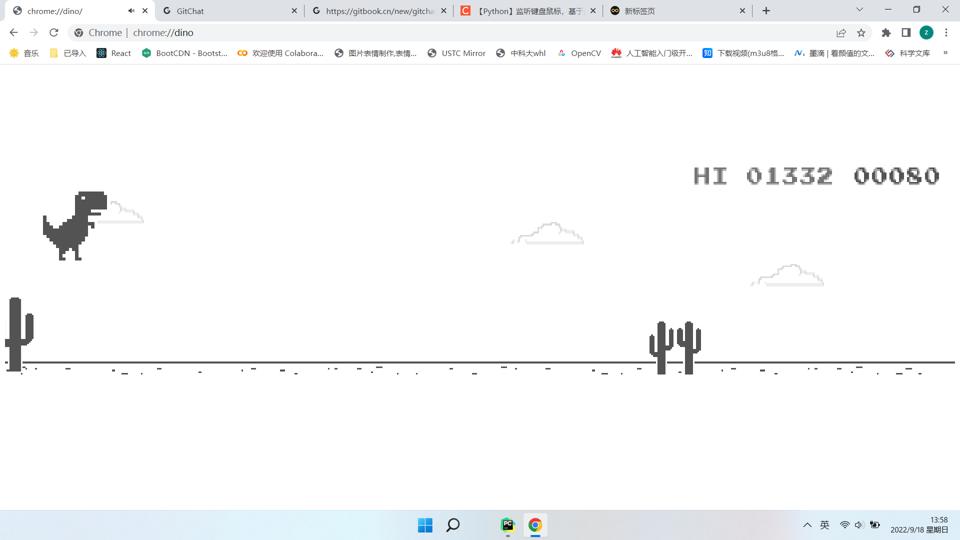 chrome://dino/
GitChat
https://gitbook.cn/new/gitcha
【Python】监听键盘鼠标，基于
新标签页
Chrome | chrome://dino
音乐
已导入
React
BootCDN - Bootst...
欢迎使用 Colabora...
图片表情制作,表情...
USTC Mirror
中科大whl
OpenCV
人工智能入门极开...
知
下载视频(m3u8格...
墨滴 | 看颜值的文...
科学文库
»
HI 01332 00080
PC
英
13:58
2022/9/18 星期日